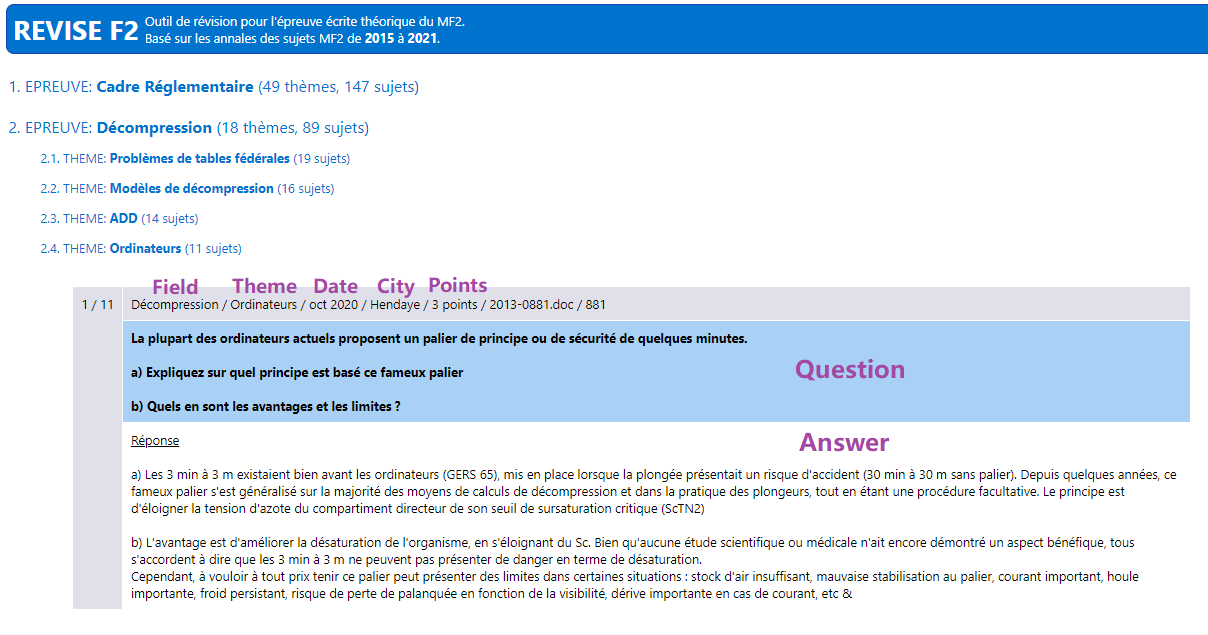 REVISE F2
Outil de révision pour l'épreuve écrite théorique du MF2.
Basé sur les annales des sujets MF2 de 2015 à 2021.
1. EPREUVE: Cadre Réglementaire (49 thèmes, 147 sujets)
2. EPREUVE: Décompression (18 thèmes, 89 sujets)
2.1. THEME: Problèmes de tables fédérales (19 sujets)
2.2. THEME: Modèles de décompression (16 sujets)
2.3. THEME: ADD (14 sujets)
2.4. THEME: Ordinateurs (11 sujets)
Field Theme Date City Points
1 / 11 Décompression / Ordinateurs / oct 2020 / Hendaye / 3 points / 2013-0881.doc / 881
La plupart des ordinateurs actuels proposent un palier de principe ou de sécurité de quelques minutes.
a) Expliquez sur quel principe est basé ce fameux palier
Question
b) Quels en sont les avantages et les limites ?
Réponse
Answer
a) Les 3 min à 3 m existaient bien avant les ordinateurs (GERS 65), mis en place lorsque la plongée présentait un risque d'accident (30 min à 30 m sans palier). Depuis quelques années, ce
fameux palier s'est généralisé sur la majorité des moyens de calculs de décompression et dans la pratique des plongeurs, tout en étant une procédure facultative. Le principe est
d'éloigner la tension d'azote du compartiment directeur de son seuil de sursaturation critique (ScTN2)
b) L'avantage est d'améliorer la désaturation de l'organisme, en s'éloignant du Sc. Bien qu'aucune étude scientifique ou médicale n'ait encore démontré un aspect bénéfique, tous
s'accordent à dire que les 3 min à 3 m ne peuvent pas présenter de danger en terme de désaturation.
Cependant, à vouloir à tout prix tenir ce palier peut présenter des limites dans certaines situations : stock d'air insuffisant, mauvaise stabilisation au palier, courant important, houle
importante, froid persistant, risque de perte de palanquée en fonction de la visibilité, dérive importante en cas de courant, etc &